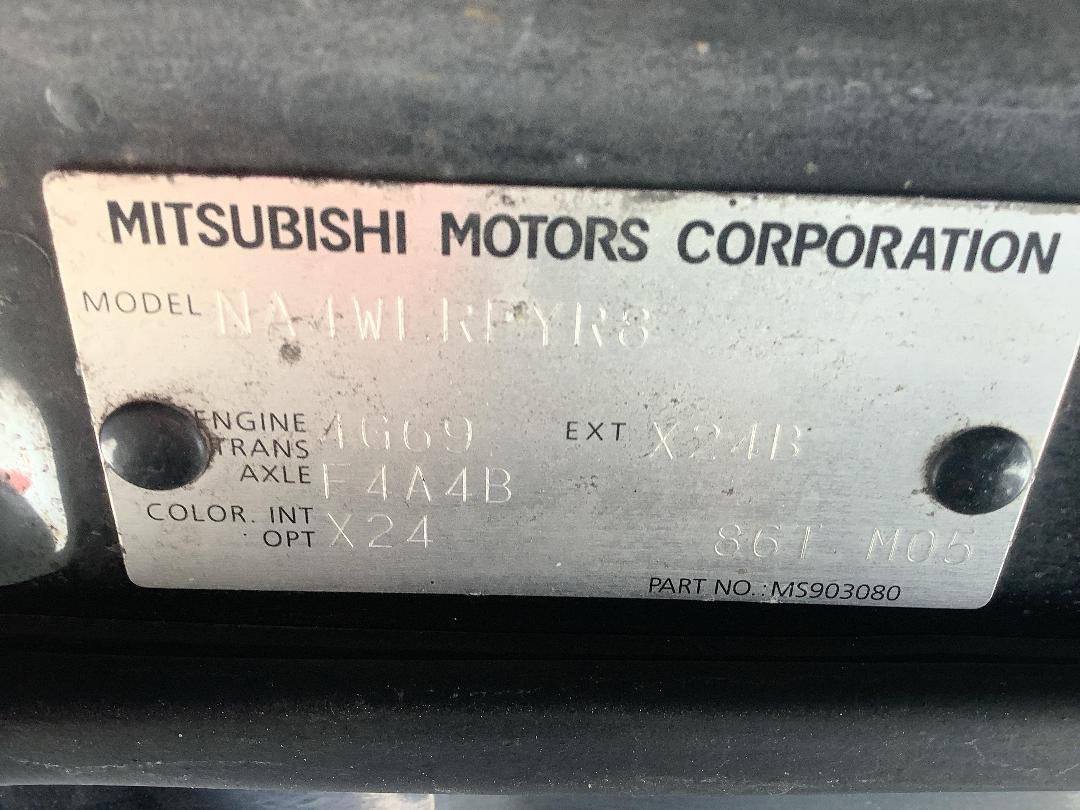 MITSUBISHI MOTORS CORPORATION
MODEL NA4WLRPYR8
ENGINE 4G69 EXT X24B
TRANS
AXLE F4A4B
COLOR. INT X24
OPT 86T M05
PART NO.: MS903080